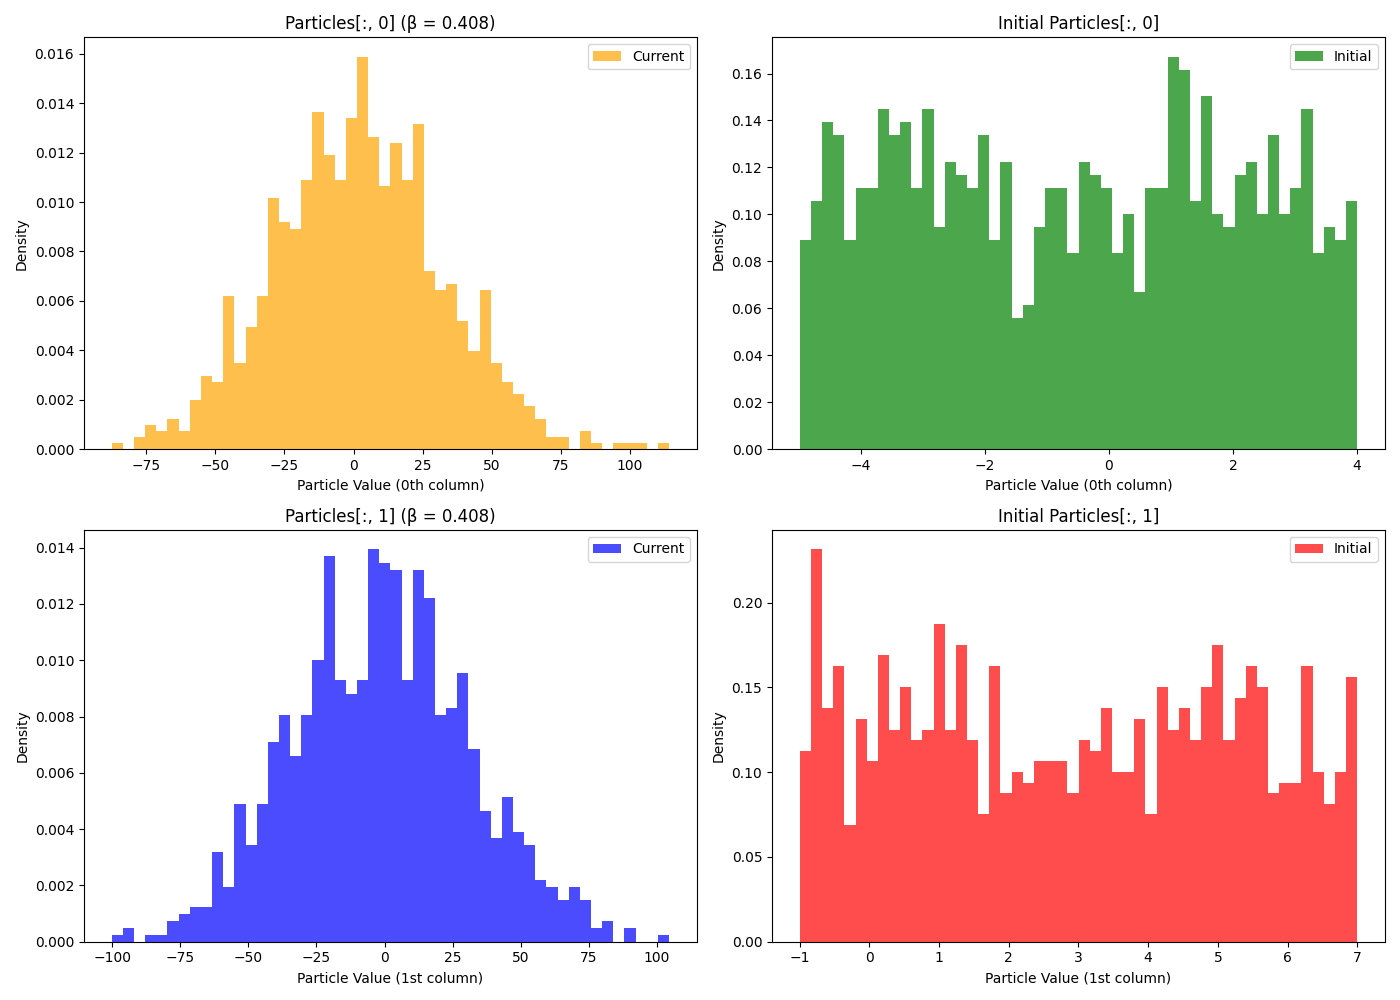 Particles[:, 0] (β = 0.408)
Current
0.016
0.014
0.012
0.010
0.008
0.006
0.004
0.002
0.000
Density
−75 −50 −25 0 25 50 75 100
Particle Value (0th column)
Initial Particles[:, 0]
Initial
0.16
0.14
0.12
0.10
0.08
0.06
0.04
0.02
0.00
Density
−4 −2 0 2 4
Particle Value (0th column)
Particles[:, 1] (β = 0.408)
Current
0.014
0.012
0.010
0.008
0.006
0.004
0.002
0.000
Density
−100 −75 −50 −25 0 25 50 75 100
Particle Value (1st column)
Initial Particles[:, 1]
Initial
0.20
0.15
0.10
0.05
0.00
Density
−1 0 1 2 3 4 5 6 7
Particle Value (1st column)